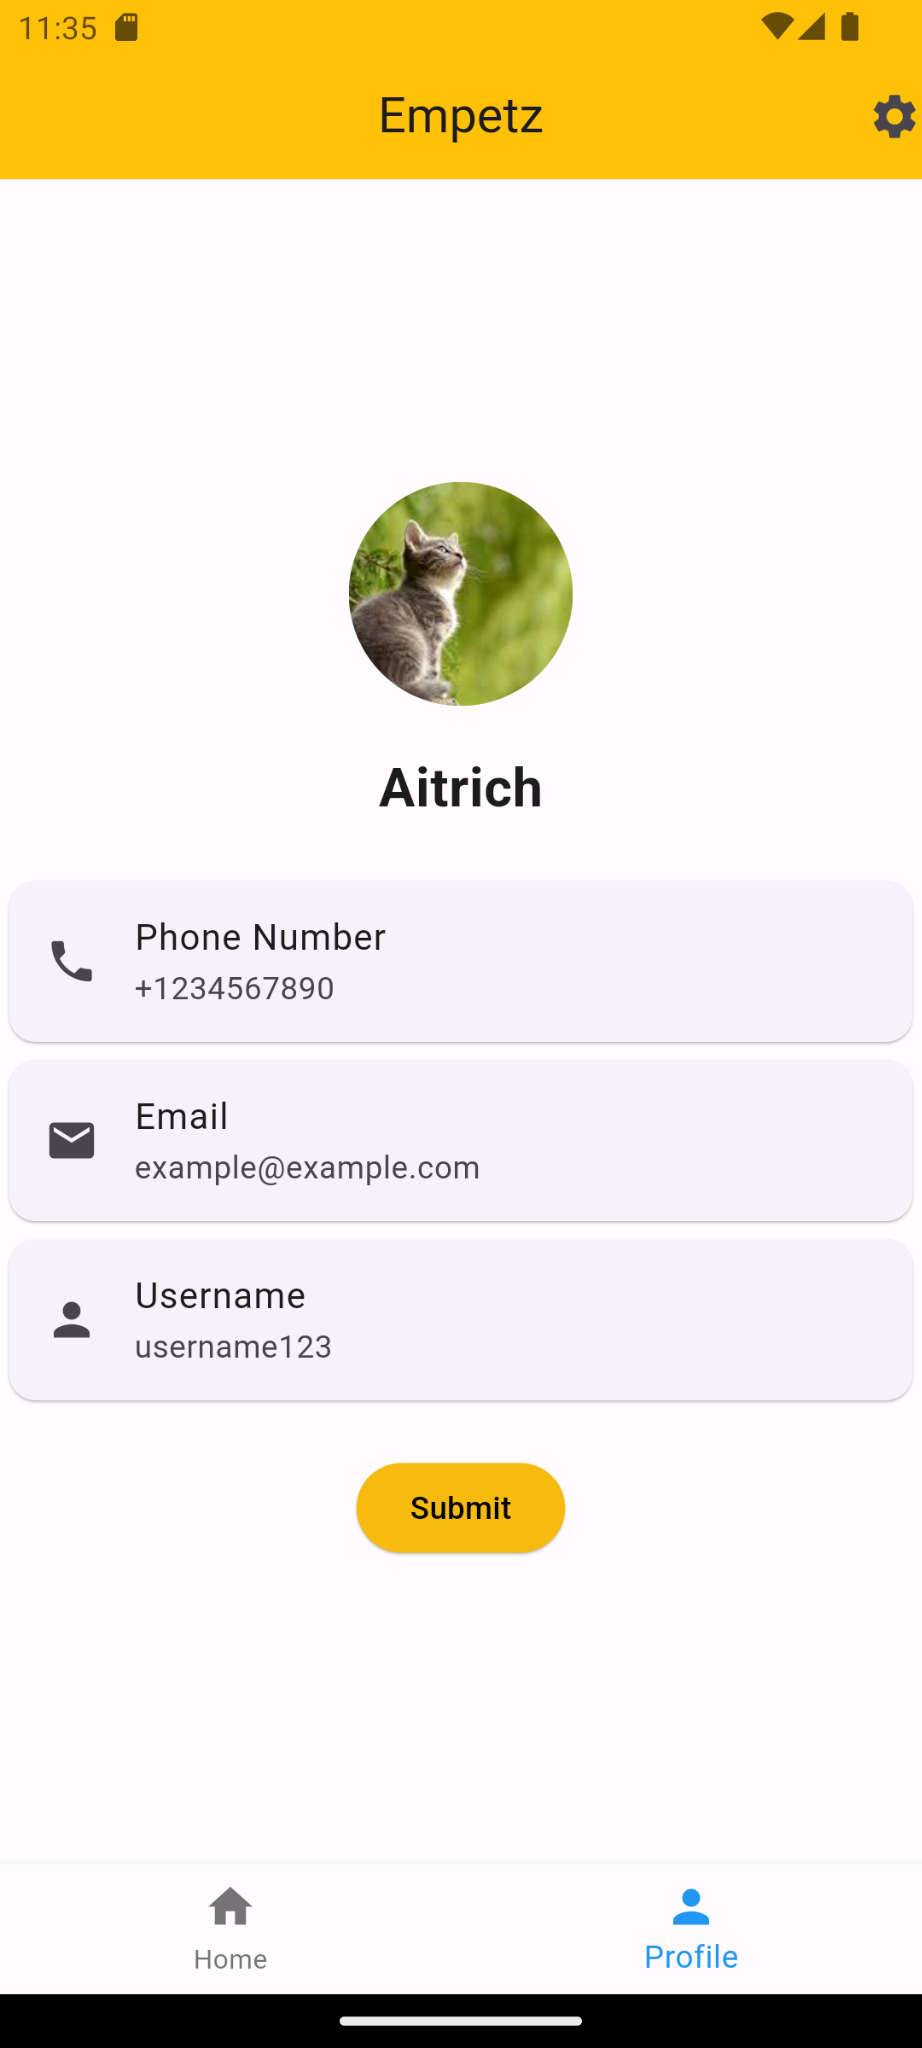 11:35
Empetz
Aitrich
Phone Number
+1234567890
Email
example@example.com
Username
username123
Submit
Home
Profile